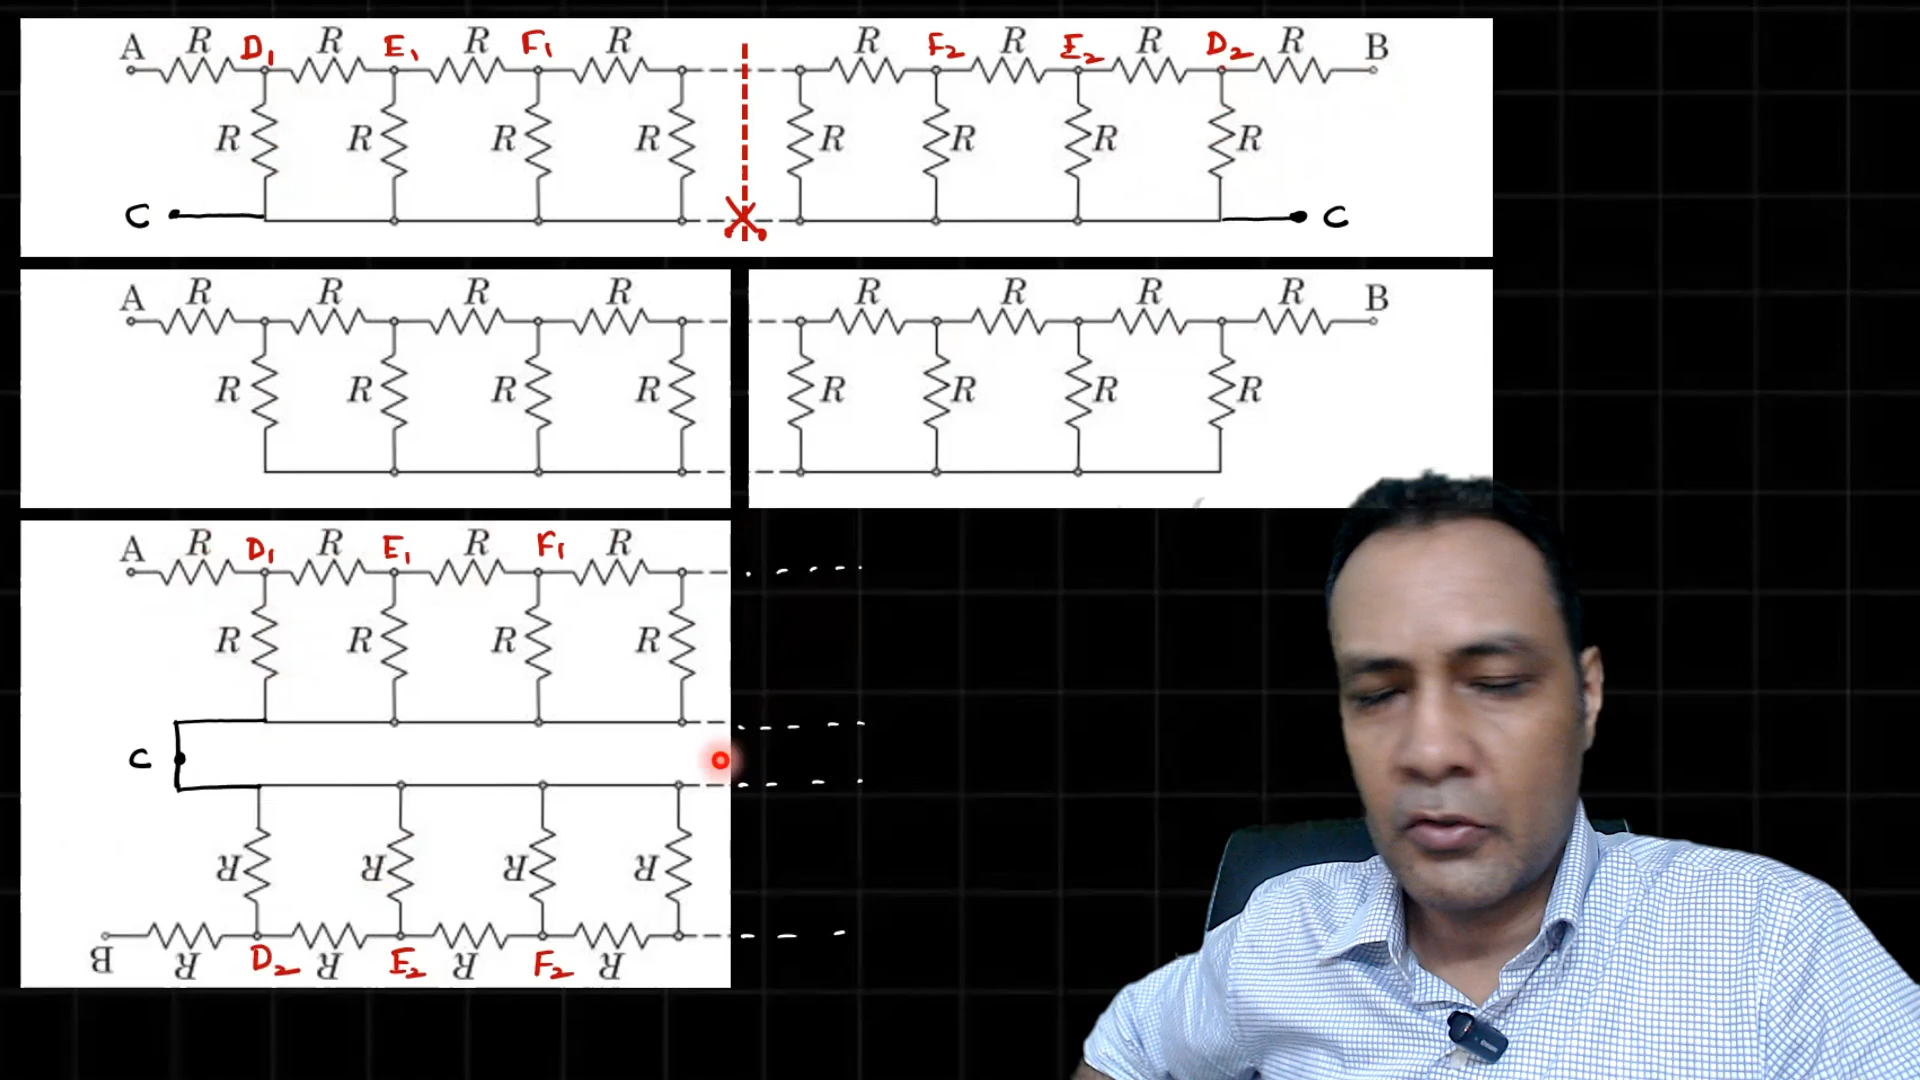 A R D₁ R E₁ R F₁ R R F₂ R E₂ R D₂ R B
R R R R R R R R
C C
A R R R R R R R R B
R R R R R R R R
A R D₁ R E₁ R F₁ R
R R R R
C
R R R R
B R D₂ R E₂ R F₂ R